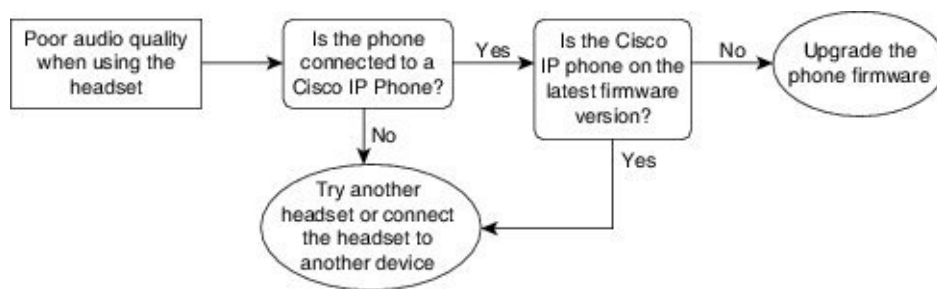 Poor audio quality
when using the
headset
Is the phone
connected to a
Cisco IP Phone?
Yes
Is the Cisco
IP phone on the
latest firmware
version?
No
Upgrade the
phone firmware
No
Yes
Try another
headset or connect
the headset to
another device